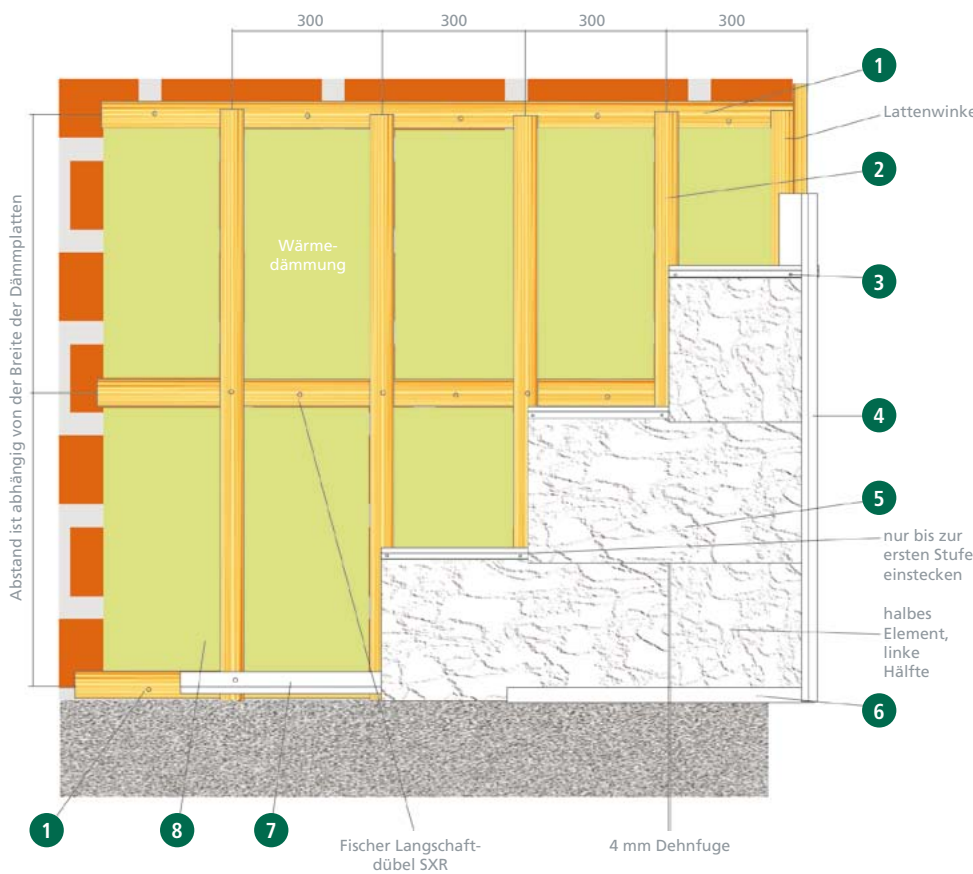 300
300
300
300
1
Lattenwinke
2
Wärme-
dämmung
3
Abstand ist abhängig von der Breite der Dämmplatten
4
5
nur bis zur
ersten Stufe
einstecken
halbes
Element,
linke
Hälfte
6
1
8
7
Fischer Langschaft-
dübel SXR
4 mm Dehnfuge